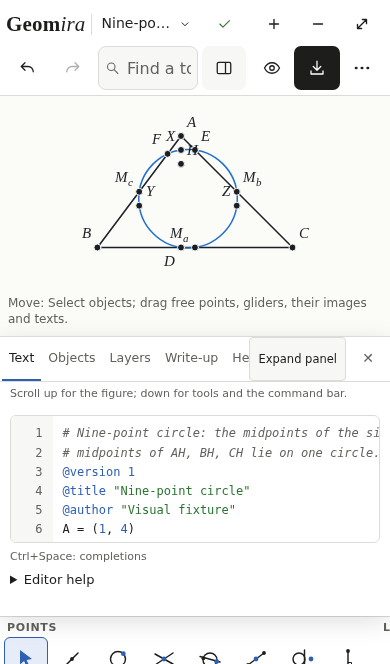 Geomira Nine-po…
Find a to
A
F X E
H
Mc Y Z Mb
B Ma C
D
Move: Select objects; drag free points, gliders, their images
and texts.
Text Objects Layers Write-up He Expand panel ✕
Scroll up for the figure; down for tools and the command bar.
1 # Nine-point circle: the midpoints of the si
2 # midpoints of AH, BH, CH lie on one circle.
3 @version 1
4 @title "Nine-point circle"
5 @author "Visual fixture"
6 A = (1, 4)
Ctrl+Space: completions
Editor help
POINTS L